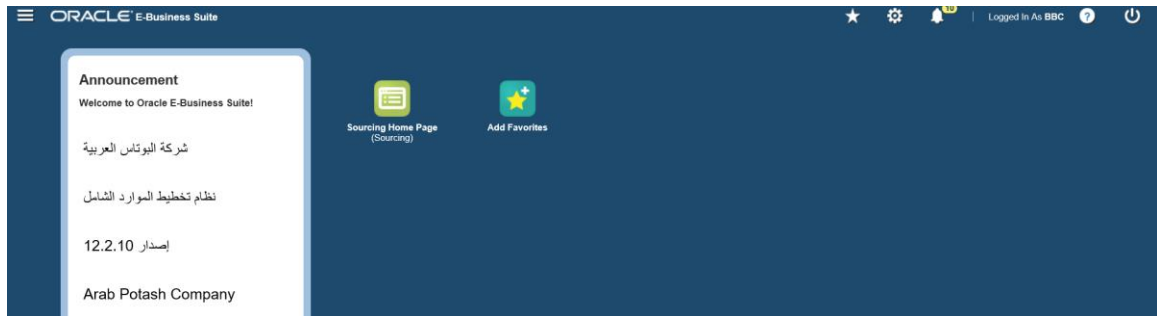 ORACLE E-Business Suite
10
Logged In As BBC
?
Announcement
Welcome to Oracle E-Business Suite!
شركة البوتاس العربية
نظام تخطيط الموارد الشامل
إصدار 12.2.10
Arab Potash Company
Sourcing Home Page
(Sourcing)
Add Favorites